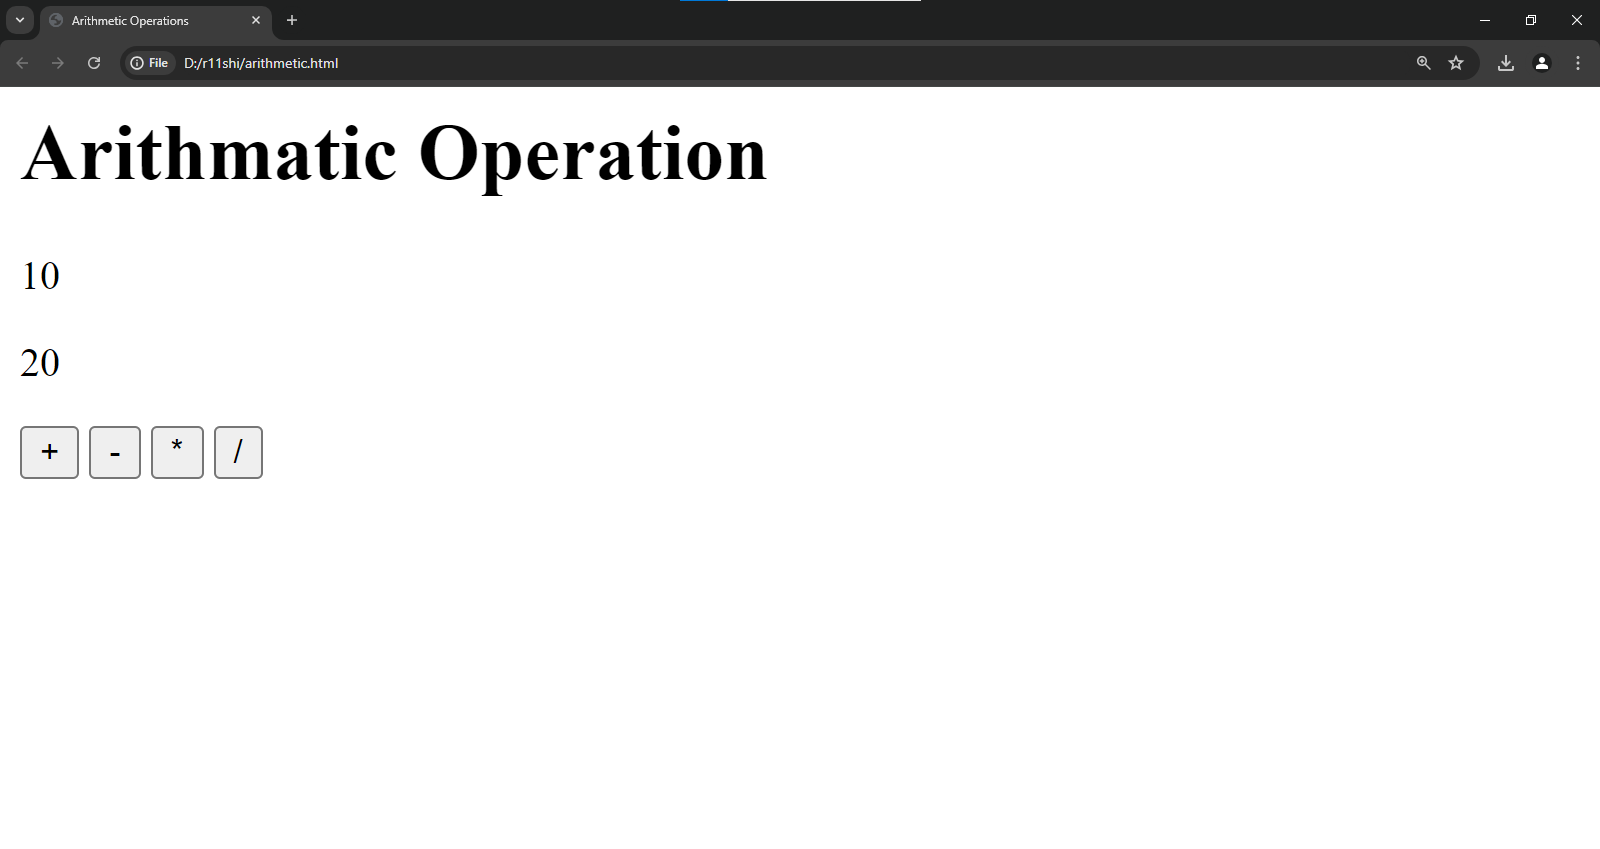 Arithmetic Operations
File D:/r11shi/arithmetic.html
Arithmatic Operation
10
20
+ - * /